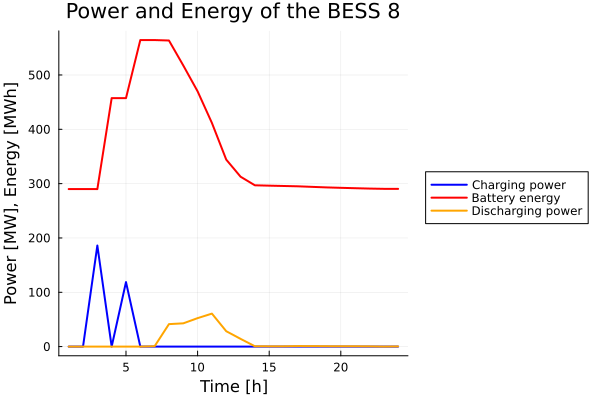 Power and Energy of the BESS 8
Power [MW], Energy [MWh]
500
400
300
200
100
0
5
10
15
20
Time [h]
Charging power
Battery energy
Discharging power